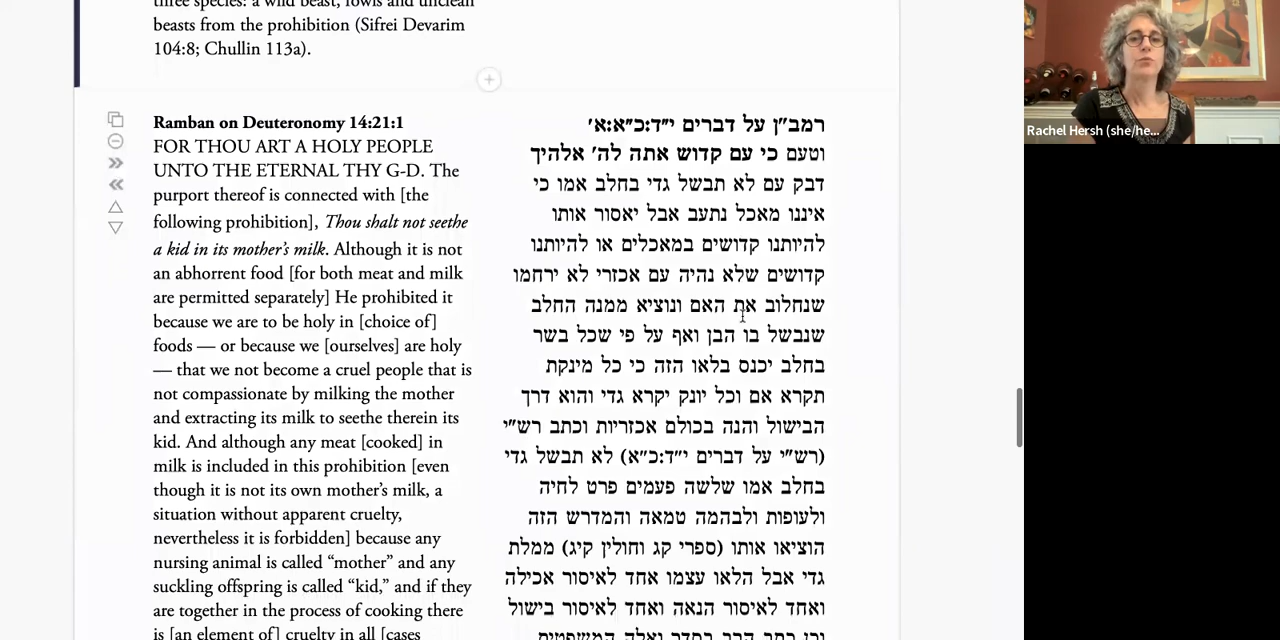 three species: a wild beast, fowls and unclean
beasts from the prohibition (Sifrei Devarim
104:8; Chullin 113a).
Ramban on Deuteronomy 14:21:1
FOR THOU ART A HOLY PEOPLE
UNTO THE ETERNAL THY G-D. The
purport thereof is connected with [the
following prohibition], Thou shalt not seethe
a kid in its mother’s milk. Although it is not
an abhorrent food [for both meat and milk
are permitted separately] He prohibited it
because we are to be holy in [choice of]
foods — or because we [ourselves] are holy
— that we not become a cruel people that is
not compassionate by milking the mother
and extracting its milk to seethe therein its
kid. And although any meat [cooked] in
milk is included in this prohibition [even
though it is not its own mother’s milk, a
situation without apparent cruelty,
nevertheless it is forbidden] because any
nursing animal is called “mother” and any
suckling offspring is called “kid,” and if they
are together in the process of cooking there
is [an element of] cruelty in all [cases
רמב״ן על דברים י״ד:כ״א:א׳
וטעם כי עם קדוש אתה לה׳ אלהיך
דבק עם לא תבשל גדי בחלב אמו כי
איננו מאכל נתעב אבל יאסור אותו
להיותנו קדושים במאכלים או להיותנו
קדושים שלא נהיה עם אכזרי לא ירחמו
שנחלוב את האם ונוציא ממנה החלב
שנבשל בו הבן ואף על פי שכל בשר
בחלב יכנס בלאו הזה כי כל מינקת
תקרא אם וכל יונק יקרא גדי והוא דרך
הבישול והנה בכולם אכזריות וכתב רש״י
(רש״י על דברים י״ד:כ״א) לא תבשל גדי
בחלב אמו שלשה פעמים פרט לחיה
ולעופות ולבהמה טמאה והמדרש הזה
הוציאו אותו (ספרי קג וחולין קיג) ממלת
גדי אבל הלאו עצמו אחד לאיסור אכילה
ואחד לאיסור הנאה ואחד לאיסור בישול
וכן כתב הרב בסדר ואלה המשפטים
Rachel Hersh (she/he...